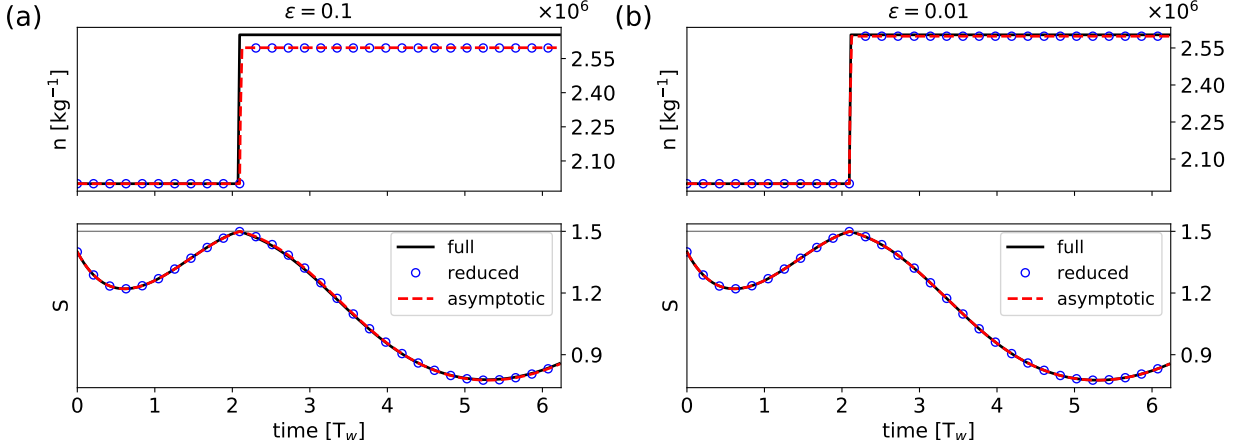 (a)
ε = 0.1
×10⁶
n [kg⁻¹]
2.55
2.40
2.25
2.10
S
1.5
1.2
0.9
full
reduced
asymptotic
0 1 2 3 4 5 6
time [T_w]
(b)
ε = 0.01
×10⁶
n [kg⁻¹]
2.55
2.40
2.25
2.10
S
1.5
1.2
0.9
full
reduced
asymptotic
0 1 2 3 4 5 6
time [T_w]